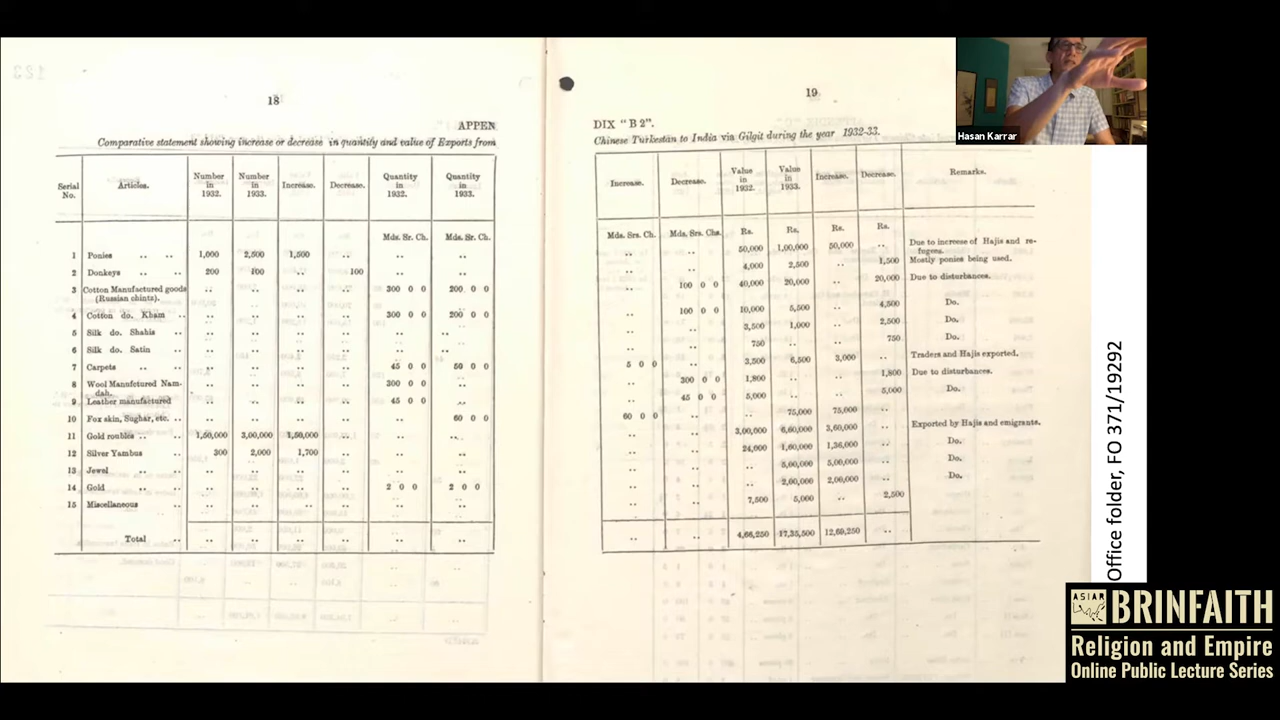 18
APPEN
Comparative statement showing increase or decrease in quantity and value of Exports from
Serial No. Articles. Number in 1932. Number in 1933. Increase. Decrease. Quantity in 1932. Quantity in 1933.
Mds. Sr. Ch. Mds. Sr. Ch.
1 Ponies .. .. 1,000 2,500 1,500 .. .. ..
2 Donkeys .. .. 200 100 100 .. ..
3 Cotton Manufactured goods (Russian chintz). .. .. .. .. 300 0 0 200 0 0
4 Cotton do. Kham .. .. .. .. .. 300 0 0 200 0 0
5 Silk do. Shahis .. .. .. .. .. .. ..
6 Silk do. Satin .. .. .. .. .. .. ..
7 Carpets .. .. .. .. .. .. 45 0 0 50 0 0
8 Wool Manufctured Namdah. .. .. .. .. 300 0 0 ..
9 Leather manufactured .. .. .. .. 45 0 0 ..
10 Fox skin, Sughar, etc. .. .. .. .. .. .. 60 0 0
11 Gold roubles .. .. 1,50,000 3,00,000 1,50,000 .. .. ..
12 Silver Yambus .. 300 2,000 1,700 .. .. ..
13 Jewel .. .. .. .. .. .. .. ..
14 Gold .. .. .. .. .. .. 2 0 0 2 0 0
15 Miscellaneous .. .. .. .. .. .. ..
Total .. .. .. .. .. .. ..
19
DIX "B 2".
Chinese Turkestan to India via Gilgit during the year 1932-33.
Increase. Decrease. Value in 1932. Value in 1933. Increase. Decrease. Remarks.
Mds. Srs. Ch. Mds. Srs. Chs. Rs. Rs. Rs. Rs.
.. .. 50,000 1,00,000 50,000 .. Due to increase of Hajis and refugees.
.. .. 4,000 2,500 .. 1,500 Mostly ponies being used.
.. 100 0 0 40,000 20,000 .. 20,000 Due to disturbances.
.. 100 0 0 10,000 5,500 .. 4,500 Do.
.. .. 3,500 1,000 .. 2,500 Do.
.. .. 750 .. .. 750 Do.
5 0 0 .. 3,500 6,500 3,000 .. Traders and Hajis exported.
.. 300 0 0 1,800 .. .. 1,800 Due to disturbances.
.. 45 0 0 5,000 .. .. 5,000 Do.
60 0 0 .. .. 75,000 75,000 ..
.. .. 3,00,000 6,60,000 3,60,000 .. Exported by Hajis and emigrants.
.. .. 24,000 1,60,000 1,36,000 .. Do.
.. .. .. 5,00,000 5,00,000 .. Do.
.. .. .. 2,00,000 2,00,000 .. Do.
.. .. 7,500 5,000 .. 2,500
.. .. 4,66,250 17,35,500 12,69,250 ..
Hasan Karrar
Office folder, FO 371/19292
ASIAR
BRINFAITH
Religion and Empire
Online Public Lecture Series